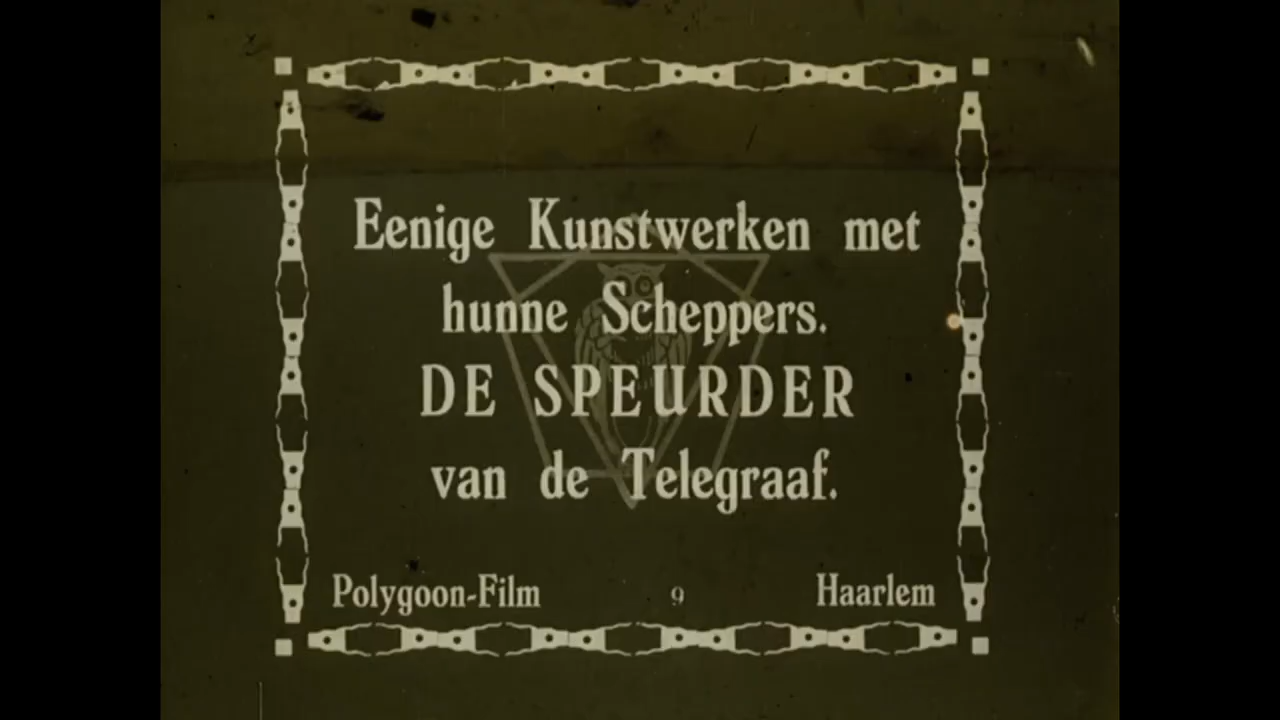 Eenige Kunstwerken met
hunne Scheppers.
DE SPEURDER
van de Telegraaf.
Polygoon-Film 9 Haarlem